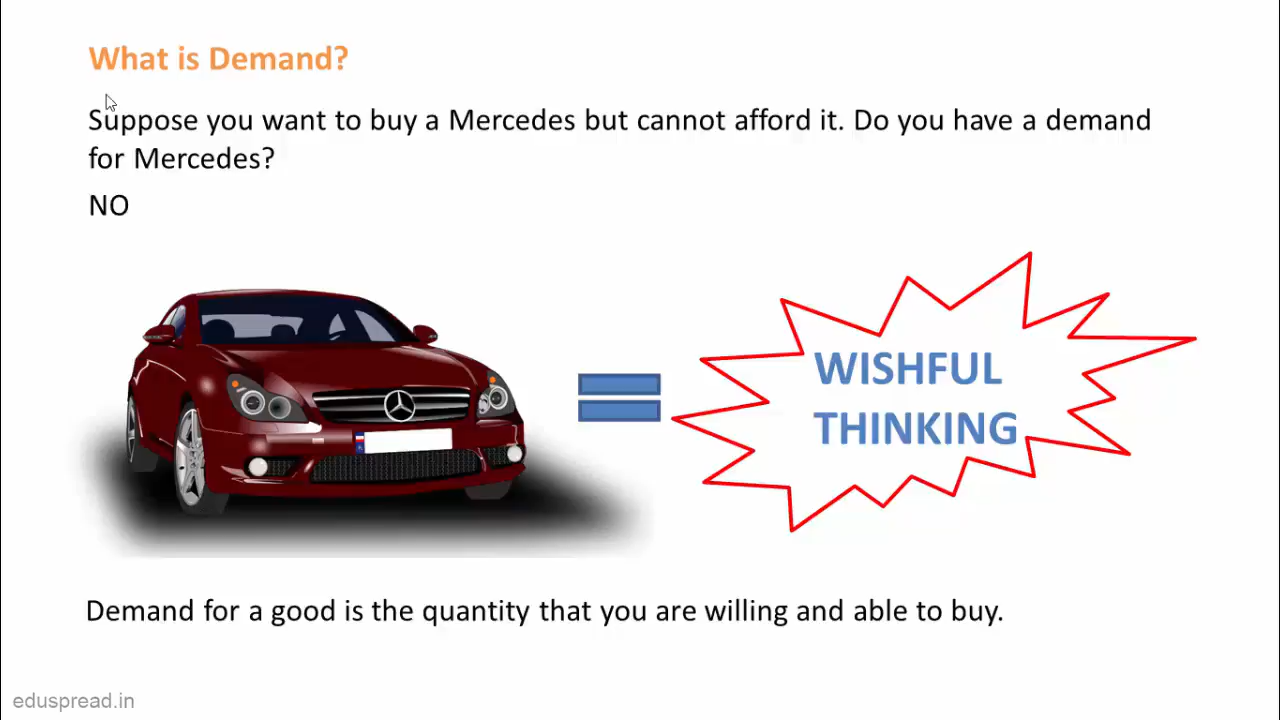 What is Demand?
Suppose you want to buy a Mercedes but cannot afford it. Do you have a demand
for Mercedes?
NO
WISHFUL
THINKING
Demand for a good is the quantity that you are willing and able to buy.
eduspread.in